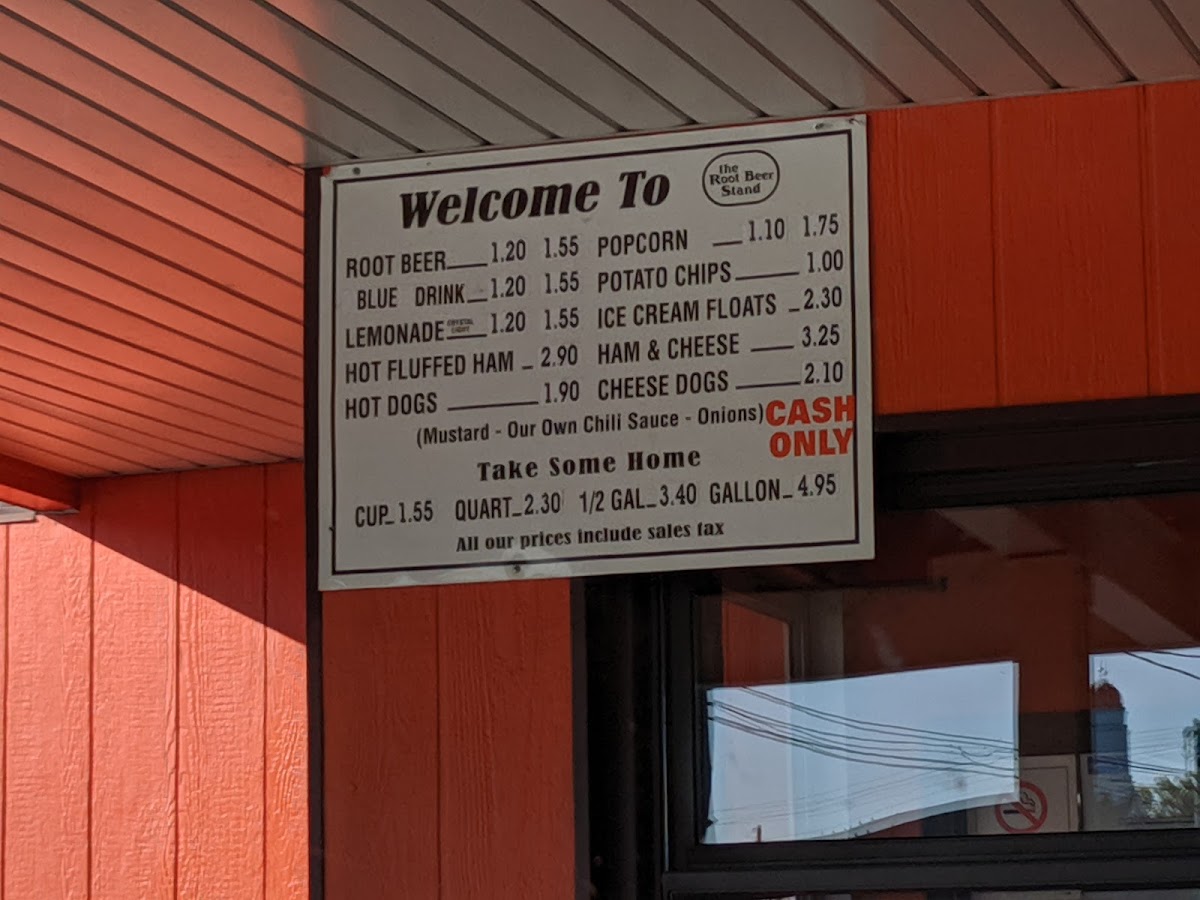 Welcome To
the
Root Beer
Stand
ROOT BEER 1.20 1.55
BLUE DRINK 1.20 1.55
LEMONADE CRYSTAL LIGHT 1.20 1.55
HOT FLUFFED HAM 2.90
HOT DOGS 1.90
POPCORN 1.10 1.75
POTATO CHIPS 1.00
ICE CREAM FLOATS 2.30
HAM & CHEESE 3.25
CHEESE DOGS 2.10
(Mustard - Our Own Chili Sauce - Onions)
CASH
ONLY
Take Some Home
CUP 1.55 QUART 2.30 1/2 GAL 3.40 GALLON 4.95
All our prices include sales tax